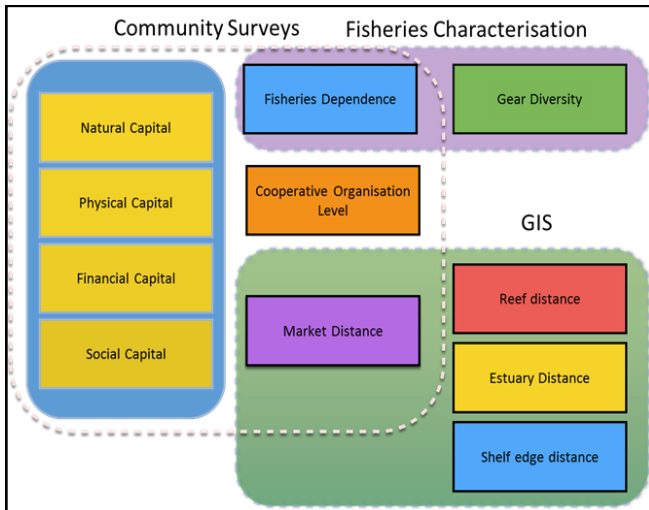 Community Surveys
Fisheries Characterisation
Natural Capital
Physical Capital
Financial Capital
Social Capital
Fisheries Dependence
Gear Diversity
Cooperative Organisation
Level
GIS
Market Distance
Reef distance
Estuary Distance
Shelf edge distance